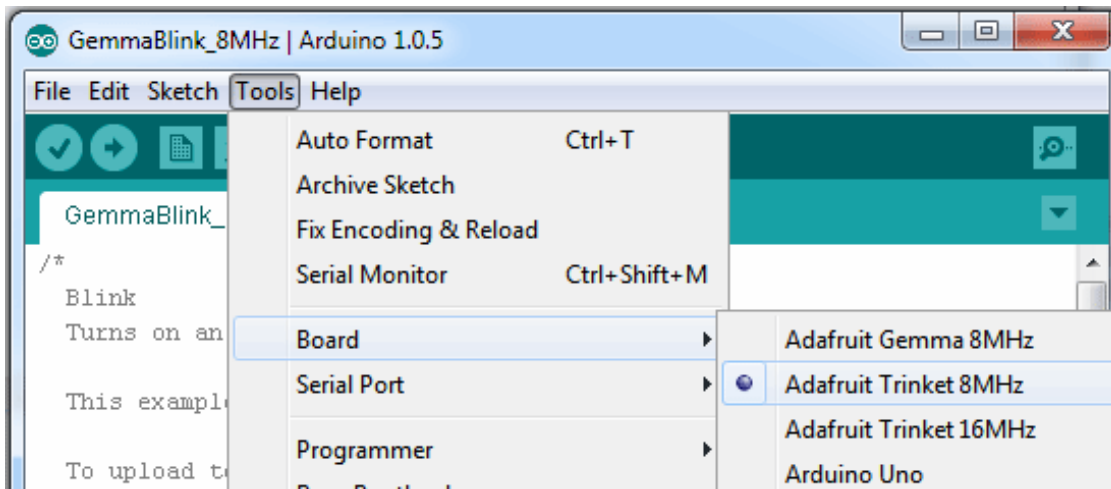 GemmaBlink_8MHz | Arduino 1.0.5
File Edit Sketch Tools Help
Auto Format Ctrl+T
Archive Sketch
GemmaBlink_
Fix Encoding & Reload
/*
Serial Monitor Ctrl+Shift+M
Blink
Turns on an
Board
Adafruit Gemma 8MHz
Serial Port
Adafruit Trinket 8MHz
This exampl
Adafruit Trinket 16MHz
Programmer
To upload t
Arduino Uno